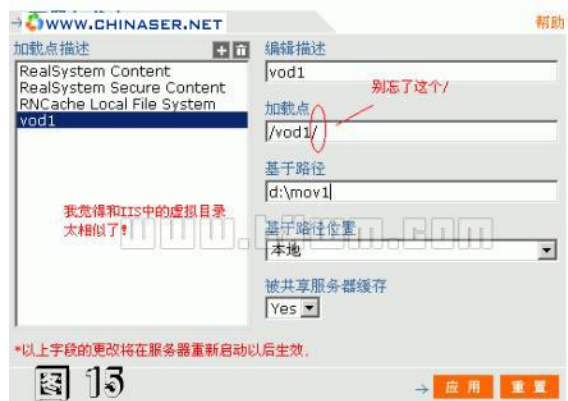 WWW.CHINASER.NET
帮助
加载点描述
RealSystem Content
RealSystem Secure Content
RNCache Local File System
vod1
我觉得和IIS中的虚拟目录
太相似了!
编辑描述
vod1
别忘了这个/
加载点
/vod1/
基于路径
d:\mov1
基于路径位置
本地
被共享服务器缓存
Yes
*以上字段的更改将在服务器重新启动以后生效.
图 15
应 用
重 置